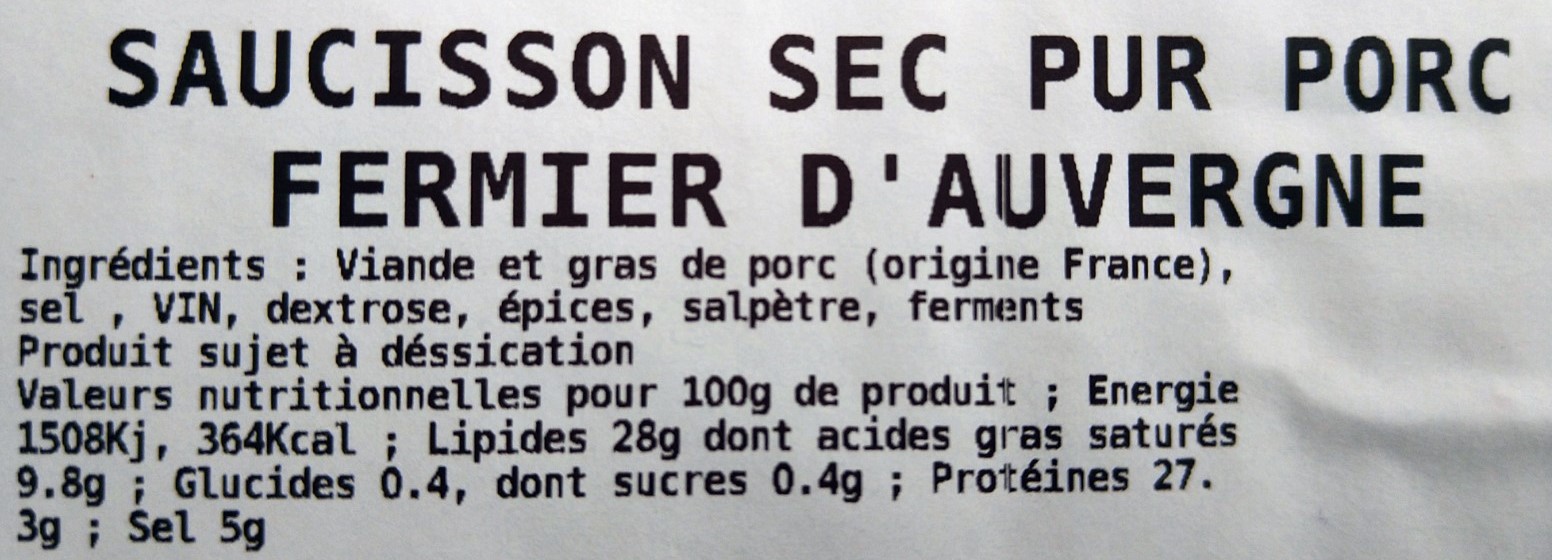 SAUCISSON SEC PUR PORC
FERMIER D'AUVERGNE
Ingrédients : Viande et gras de porc (origine France),
sel , VIN, dextrose, épices, salpètre, ferments
Produit sujet à déssication
Valeurs nutritionnelles pour 100g de produit ; Energie
1508Kj, 364Kcal ; Lipides 28g dont acides gras saturés
9.8g ; Glucides 0.4, dont sucres 0.4g ; Protéines 27.
3g ; Sel 5g